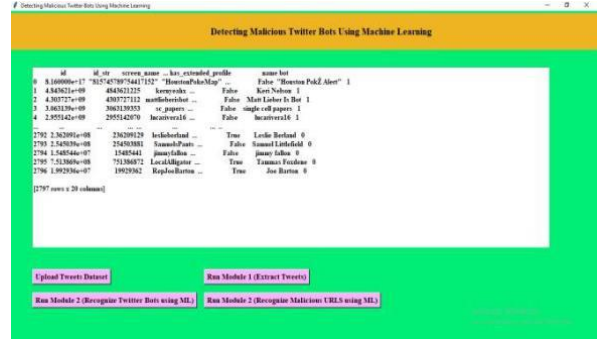 Detecting Malicious Twitter Bots Using Machine Learning
Detecting Malicious Twitter Bots Using Machine Learning
id id_str screen_name ... has_extended_profile name bot
0 8.160000e+17 "815745789754417152" "HoustonPokeMap" ... False "Houston PokŽ Alert" 1
1 4.843621e+09 4843621225 kernyeahx ... False Keri Nelson 1
2 4.303727e+09 4303727112 mattlieberisbot ... False Matt Lieber Is Bot 1
3 3.063139e+09 3063139353 sc_papers ... False single cell papers 1
4 2.955142e+09 2955142070 lucarivera16 ... False lucarivera16 1
... ... ... ... ... ... ...
2792 2.362091e+08 236209129 leslieberland ... True Leslie Berland 0
2793 2.545039e+08 254503881 SammelsPants ... False Samuel Littlefield 0
2794 1.548544e+07 15485441 jimmyfallon ... False jimmy fallon 0
2795 7.513869e+08 751386872 LocalAlligator ... True Tammas Foxdene 0
2796 1.992936e+07 19929362 RepJoeBarton ... True Joe Barton 0
[2797 rows x 20 columns]
Upload Tweets Dataset Run Module 1 (Extract Tweets)
Run Module 2 (Recognize Twitter Bots using ML) Run Module 2 (Recognize Malicious URLS using ML)